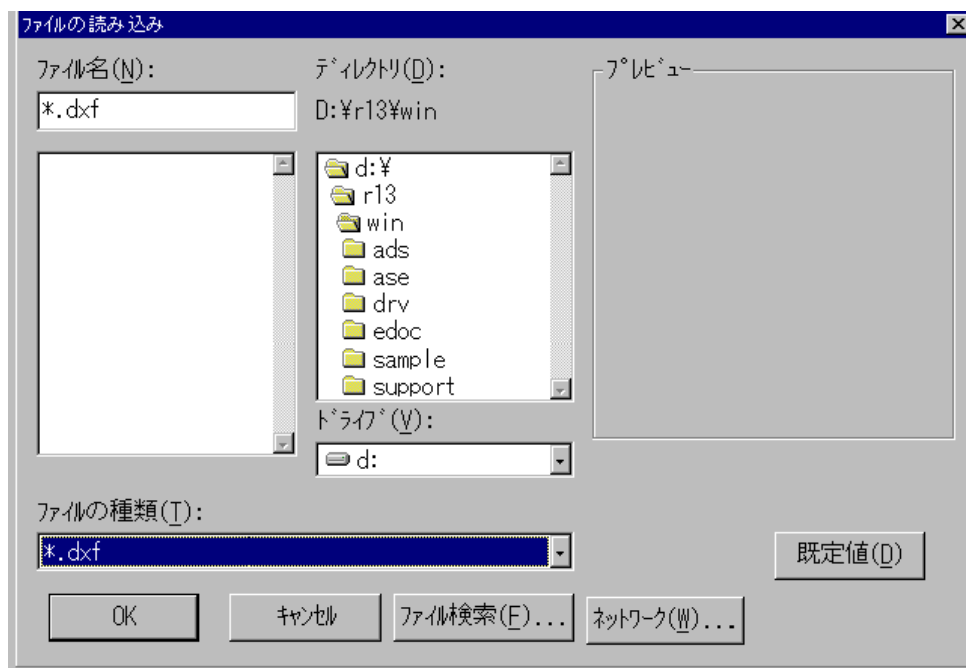 ﾌｧｲﾙの読み込み
ﾌｧｲﾙ名(N):
*.dxf
ﾃﾞｨﾚｸﾄﾘ(D):
D:¥r13¥win
d:¥
r13
win
ads
ase
drv
edoc
sample
support
ﾄﾞﾗｲﾌﾞ(V):
d:
ﾌﾟﾚﾋﾞｭｰ
ﾌｧｲﾙの種類(T):
*.dxf
既定値(D)
OK
ｷｬﾝｾﾙ
ﾌｧｲﾙ検索(F)...
ﾈｯﾄﾜｰｸ(W)...